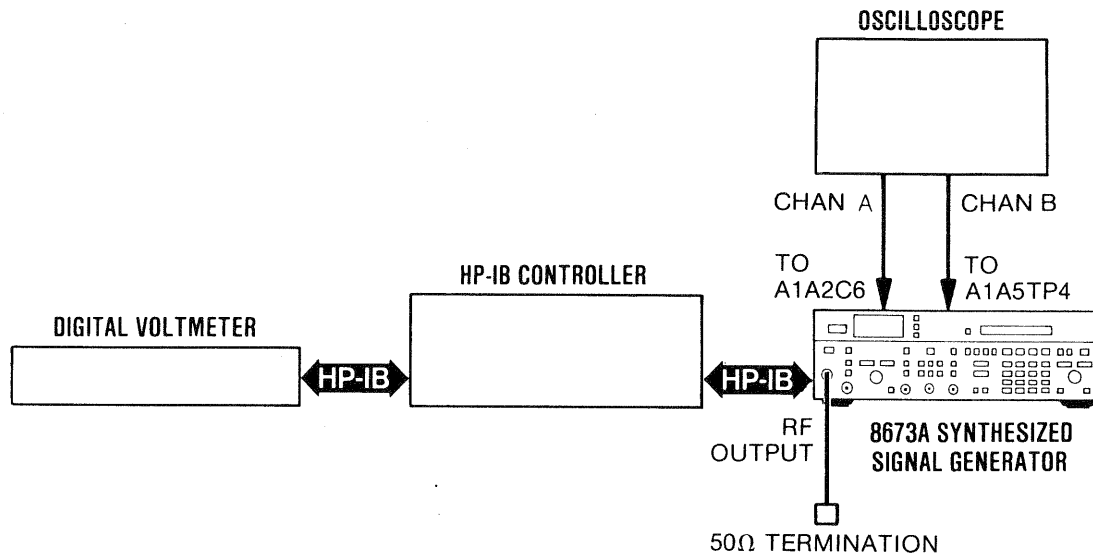 OSCILLOSCOPE
CHAN A
CHAN B
TO
A1A2C6
TO
A1A5TP4
HP-IB CONTROLLER
DIGITAL VOLTMETER
HP-IB
HP-IB
RF
OUTPUT
8673A SYNTHESIZED
SIGNAL GENERATOR
50Ω TERMINATION